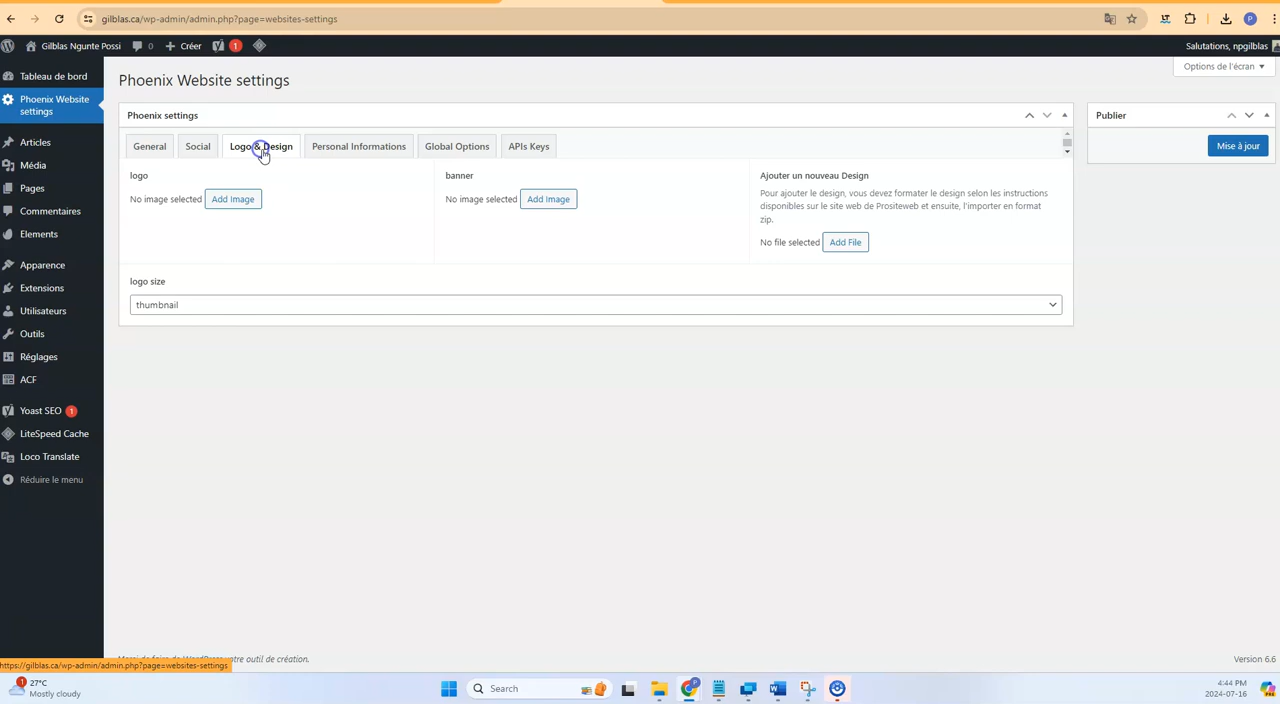 gilblas.ca/wp-admin/admin.php?page=websites-settings
Gilblas Ngunte Possi 0 Créer 1
Salutations, npgilblas
Tableau de bord
Phoenix Website settings
Articles
Média
Pages
Commentaires
Elements
Apparence
Extensions
Utilisateurs
Outils
Réglages
ACF
Yoast SEO 1
LiteSpeed Cache
Loco Translate
Réduire le menu
Options de l'écran
Phoenix Website settings
Phoenix settings
General Social Logo & Design Personal Informations Global Options APIs Keys
logo
No image selected Add Image
banner
No image selected Add Image
Ajouter un nouveau Design
Pour ajouter le design, vous devez formater le design selon les instructions
disponibles sur le site web de Prositeweb et ensuite, l'importer en format
zip.
No file selected Add File
logo size
thumbnail
Publier
Mise à jour
Merci de faire de WordPress votre outil de création.
Version 6.6
https://gilblas.ca/wp-admin/admin.php?page=websites-settings
1
27°C
Mostly cloudy
Search
4:44 PM
2024-07-16